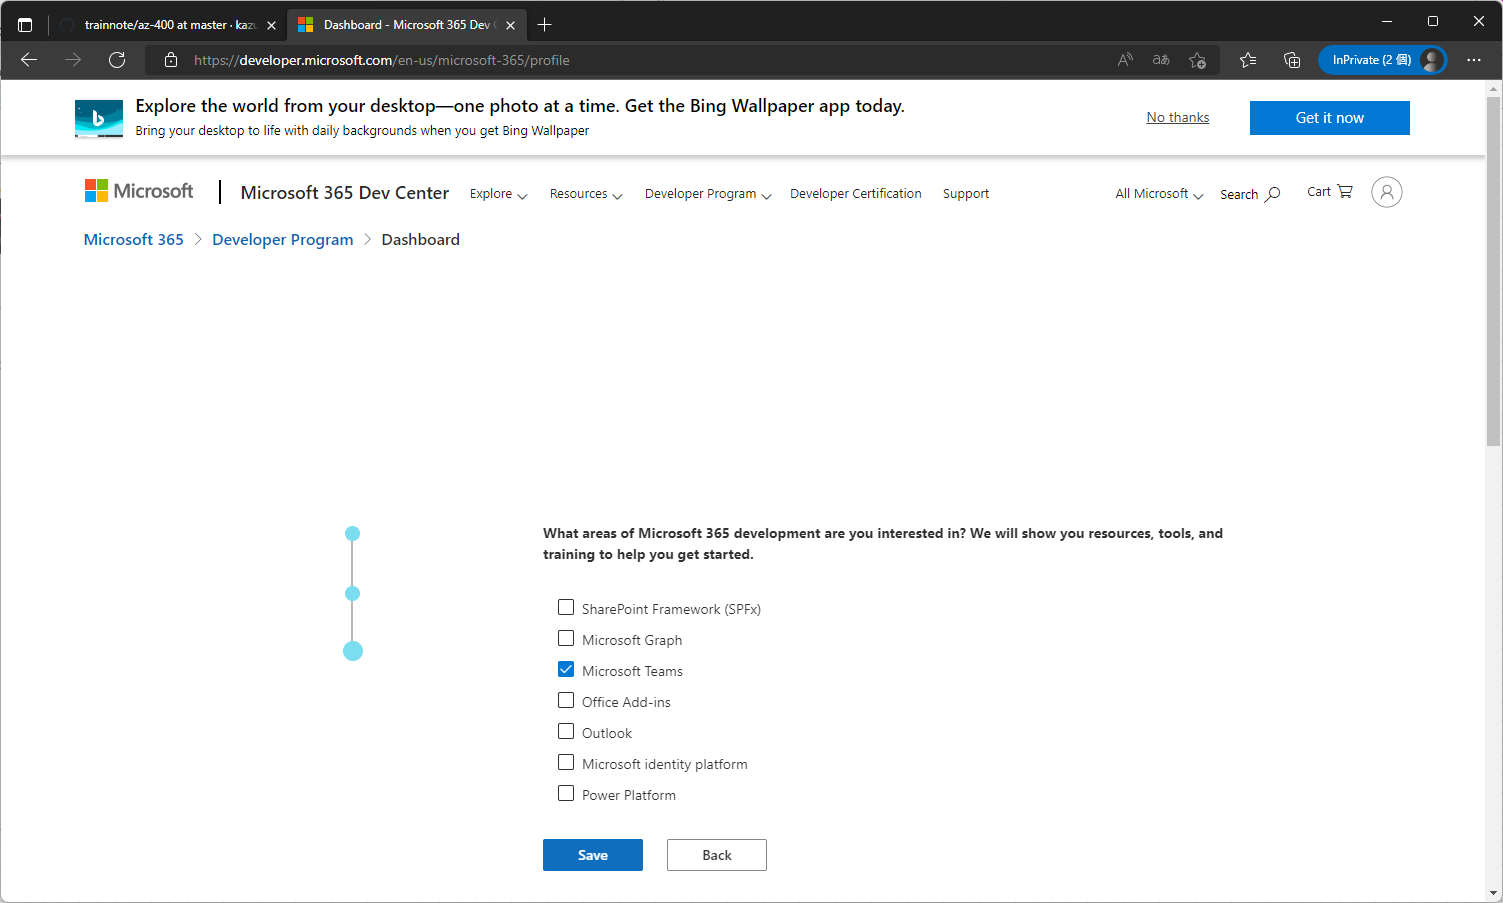 trainnote/az-400 at master · kazu
Dashboard - Microsoft 365 Dev C
https://developer.microsoft.com/en-us/microsoft-365/profile
InPrivate (2 個)
Explore the world from your desktop—one photo at a time. Get the Bing Wallpaper app today.
Bring your desktop to life with daily backgrounds when you get Bing Wallpaper
No thanks
Get it now
Microsoft
Microsoft 365 Dev Center
Explore
Resources
Developer Program
Developer Certification
Support
All Microsoft
Search
Cart
Microsoft 365 > Developer Program > Dashboard
What areas of Microsoft 365 development are you interested in? We will show you resources, tools, and
training to help you get started.
SharePoint Framework (SPFx)
Microsoft Graph
Microsoft Teams
Office Add-ins
Outlook
Microsoft identity platform
Power Platform
Save
Back